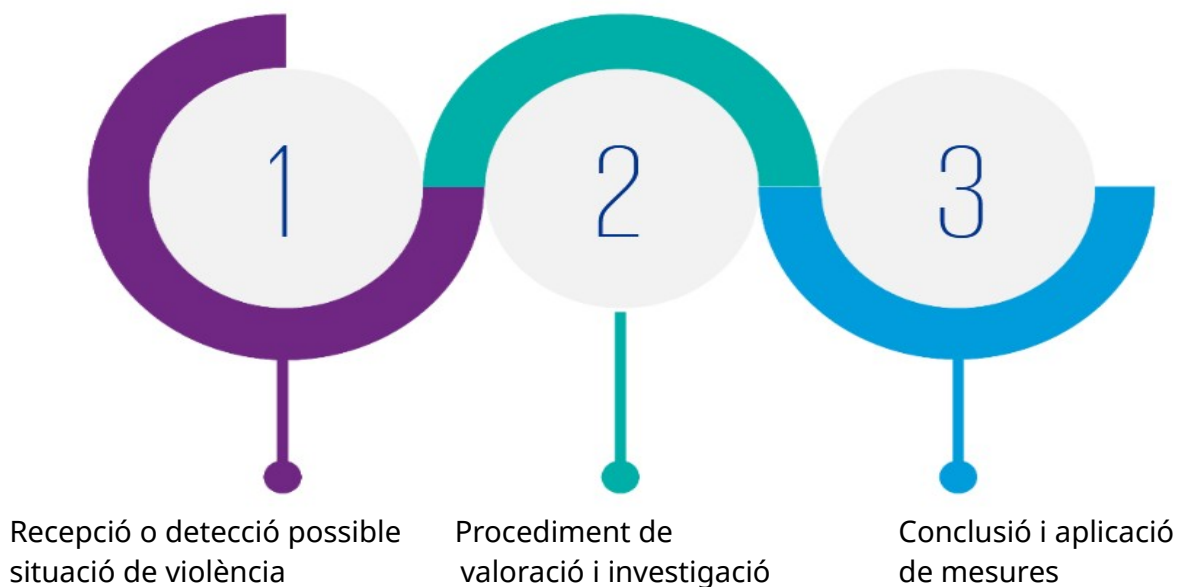 1
2
3
Recepció o detecció possible
situació de violència
Procediment de
valoració i investigació
Conclusió i aplicació
de mesures